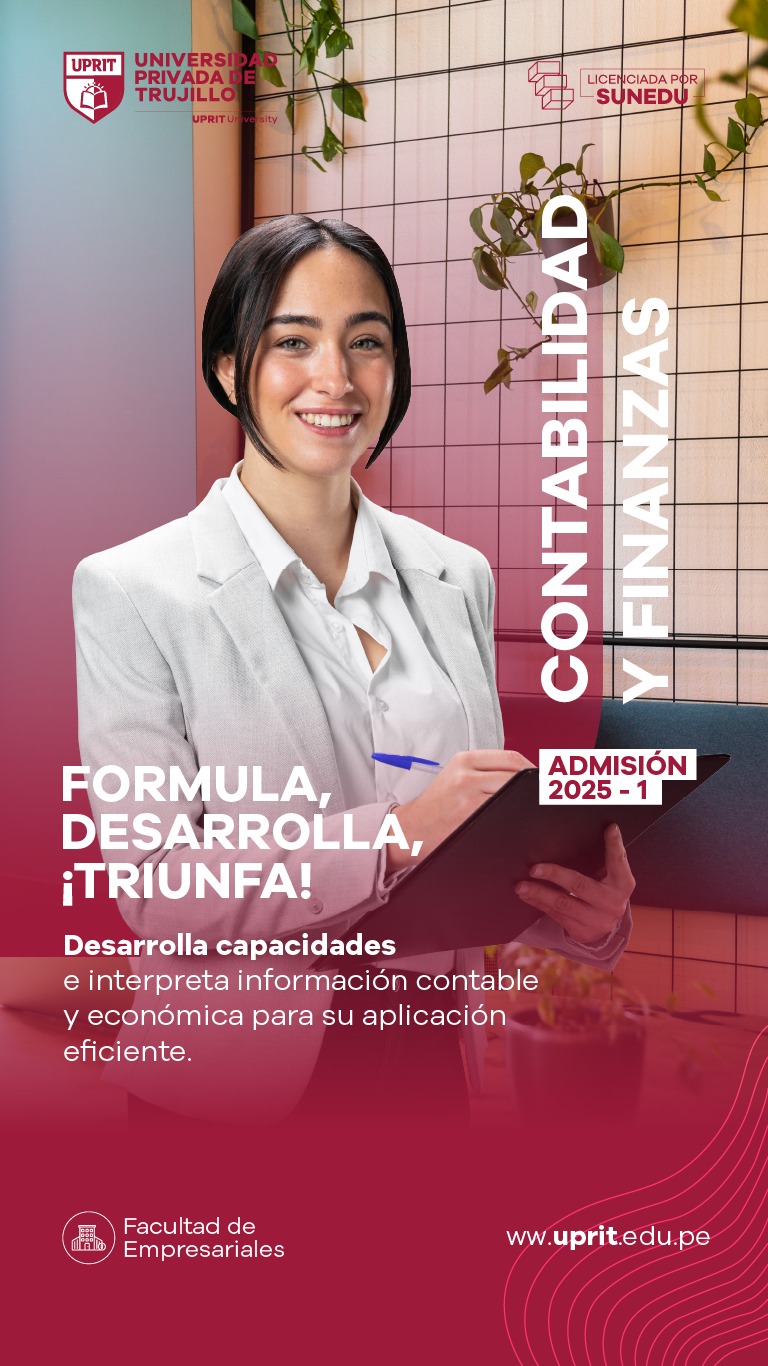 UPRIT
UNIVERSIDAD
PRIVADA DE
TRUJILLO
UPRIT University
LICENCIADA POR
SUNEDU
CONTABILIDAD
Y FINANZAS
ADMISIÓN
2025 - 1
FORMULA,
DESARROLLA,
¡TRIUNFA!
Desarrolla capacidades
e interpreta información contable
y económica para su aplicación
eficiente.
Facultad de
Empresariales
ww.uprit.edu.pe